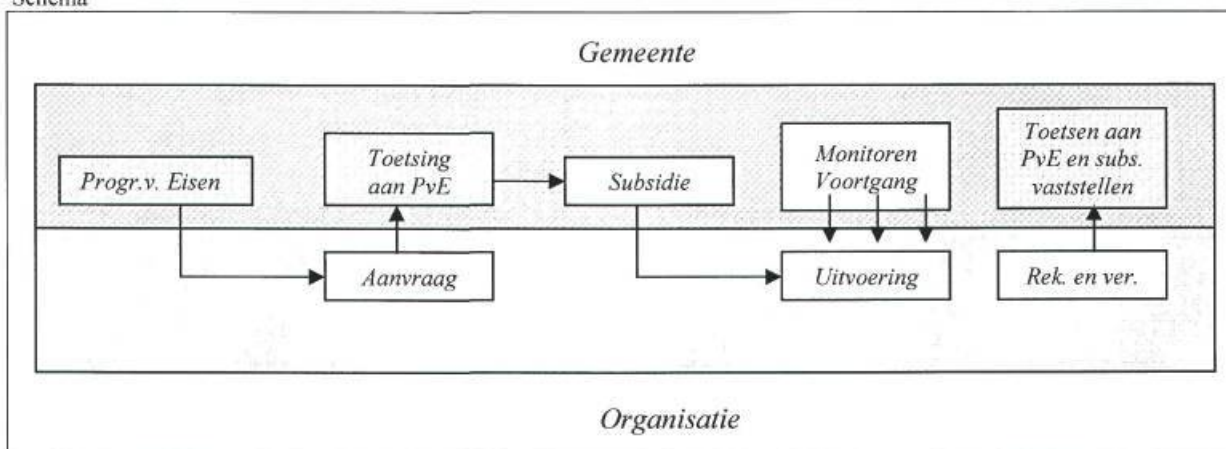 Schema
Gemeente
Progr.v. Eisen
Toetsing
aan PvE
Subsidie
Monitoren
Voortgang
Toetsen aan
PvE en subs.
vaststellen
Aanvraag
Uitvoering
Rek. en ver.
Organisatie